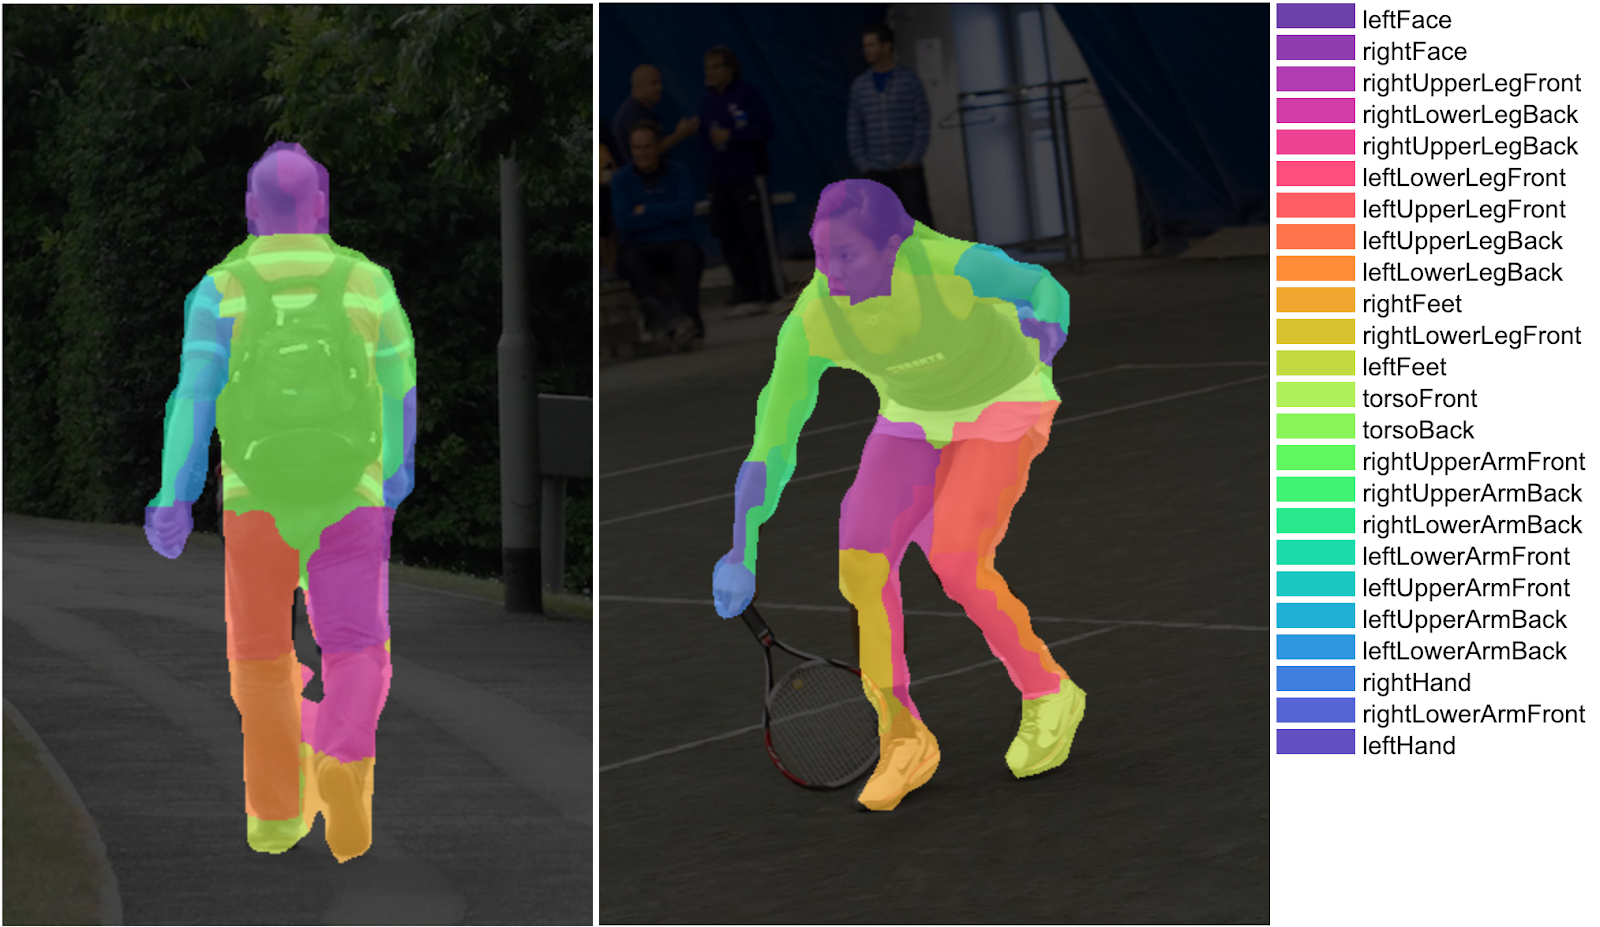 leftFace
rightFace
rightUpperLegFront
rightLowerLegBack
rightUpperLegBack
leftLowerLegFront
leftUpperLegFront
leftUpperLegBack
leftLowerLegBack
rightFeet
rightLowerLegFront
leftFeet
torsoFront
torsoBack
rightUpperArmFront
rightUpperArmBack
rightLowerArmBack
leftLowerArmFront
leftUpperArmFront
leftUpperArmBack
leftLowerArmBack
rightHand
rightLowerArmFront
leftHand
TORONTO